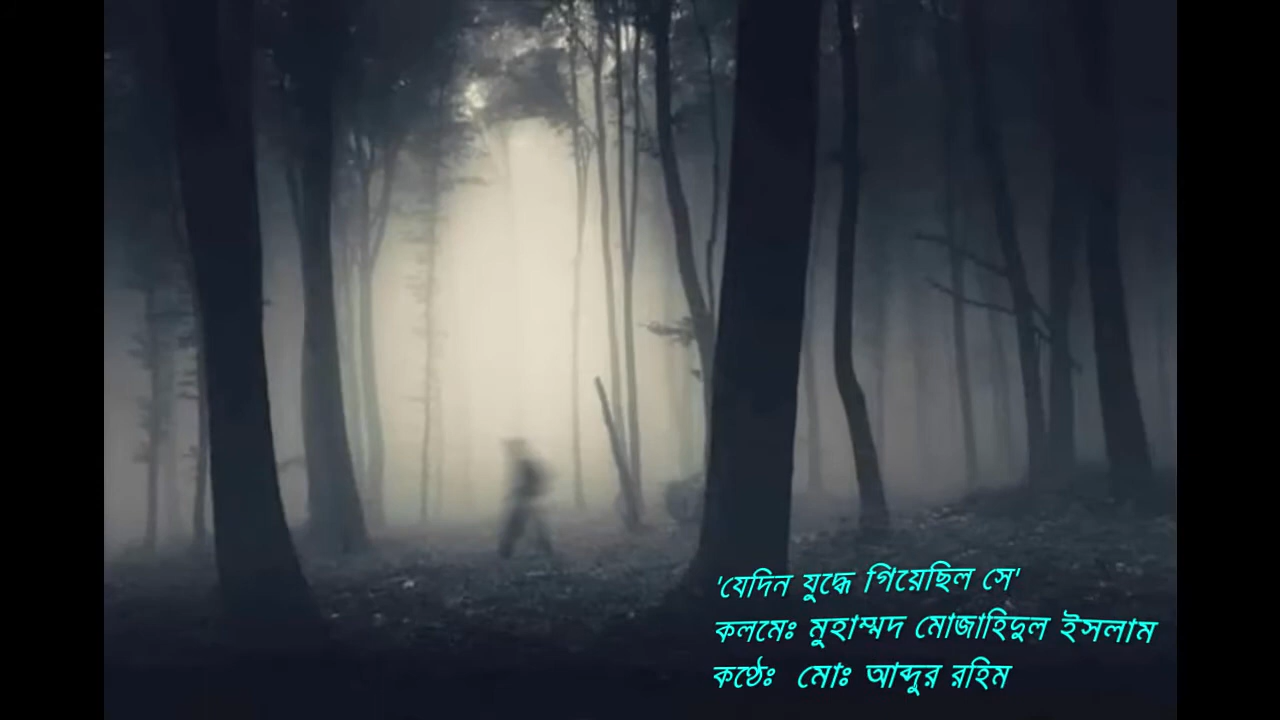 'যেদিন যুদ্ধে গিয়েছিল সে'
কলমেঃ মুহাম্মদ মোজাহিদুল ইসলাম
কণ্ঠেঃ মোঃ আব্দুর রহিম